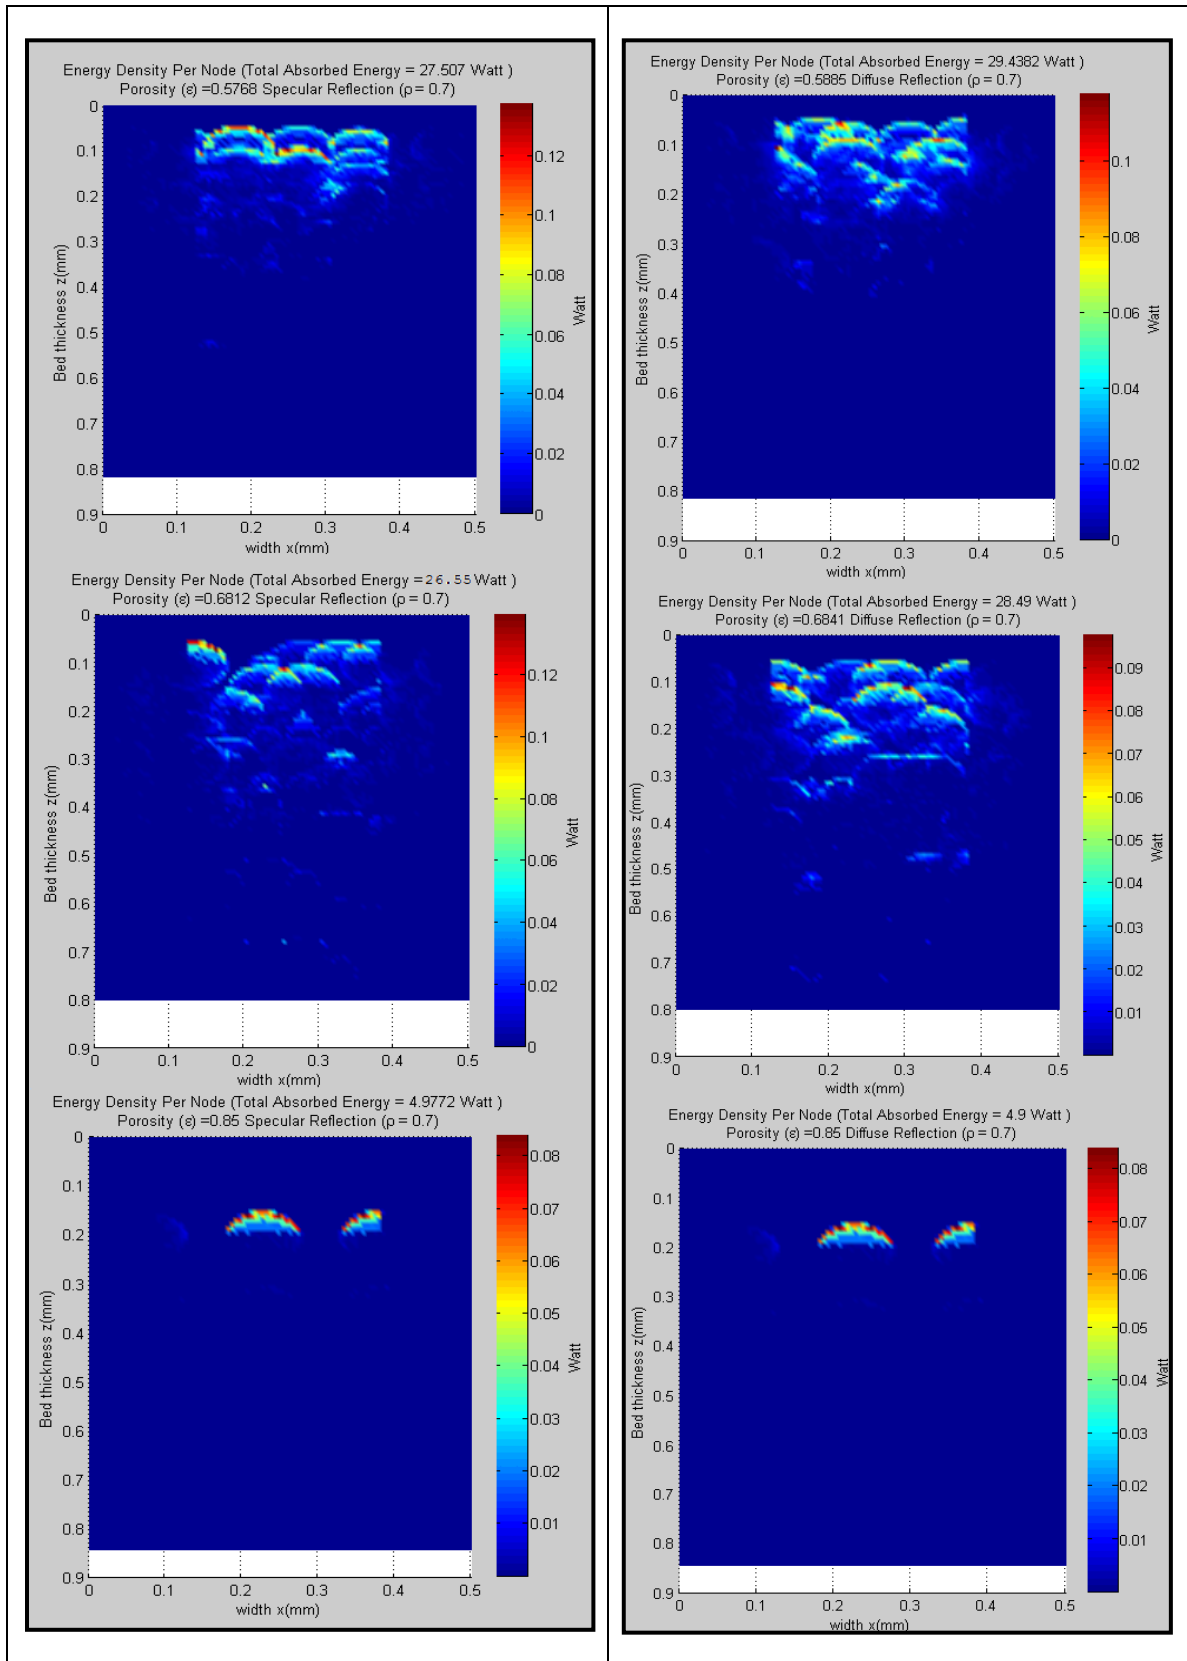 Energy Density Per Node (Total Absorbed Energy = 27.507 Watt )
Porosity (ε) =0.5768 Specular Reflection (ρ = 0.7)
0
0.1
0.2
0.3
0.4
0.5
0.6
0.7
0.8
0.9
Bed thickness z(mm)
0 0.1 0.2 0.3 0.4 0.5
width x(mm)
0.12
0.1
0.08
0.06
0.04
0.02
0
Watt
Energy Density Per Node (Total Absorbed Energy = 29.4382 Watt )
Porosity (ε) =0.5885 Diffuse Reflection (ρ = 0.7)
0
0.1
0.2
0.3
0.4
0.5
0.6
0.7
0.8
0.9
Bed thickness z(mm)
0 0.1 0.2 0.3 0.4 0.5
width x(mm)
0.1
0.08
0.06
0.04
0.02
0
Watt
Energy Density Per Node (Total Absorbed Energy =26.55Watt )
Porosity (ε) =0.6812 Specular Reflection (ρ = 0.7)
0
0.1
0.2
0.3
0.4
0.5
0.6
0.7
0.8
0.9
Bed thickness z(mm)
0 0.1 0.2 0.3 0.4 0.5
width x(mm)
0.12
0.1
0.08
0.06
0.04
0.02
0
Watt
Energy Density Per Node (Total Absorbed Energy = 28.49 Watt )
Porosity (ε) =0.6841 Diffuse Reflection (ρ = 0.7)
0
0.1
0.2
0.3
0.4
0.5
0.6
0.7
0.8
0.9
Bed thickness z(mm)
0 0.1 0.2 0.3 0.4 0.5
width x(mm)
0.09
0.08
0.07
0.06
0.05
0.04
0.03
0.02
0.01
Watt
Energy Density Per Node (Total Absorbed Energy = 4.9772 Watt )
Porosity (ε) =0.85 Specular Reflection (ρ = 0.7)
0
0.1
0.2
0.3
0.4
0.5
0.6
0.7
0.8
0.9
Bed thickness z(mm)
0 0.1 0.2 0.3 0.4 0.5
width x(mm)
0.08
0.07
0.06
0.05
0.04
0.03
0.02
0.01
Watt
Energy Density Per Node (Total Absorbed Energy = 4.9 Watt )
Porosity (ε) =0.85 Diffuse Reflection (ρ = 0.7)
0
0.1
0.2
0.3
0.4
0.5
0.6
0.7
0.8
0.9
Bed thickness z(mm)
0 0.1 0.2 0.3 0.4 0.5
width x(mm)
0.08
0.07
0.06
0.05
0.04
0.03
0.02
0.01
Watt